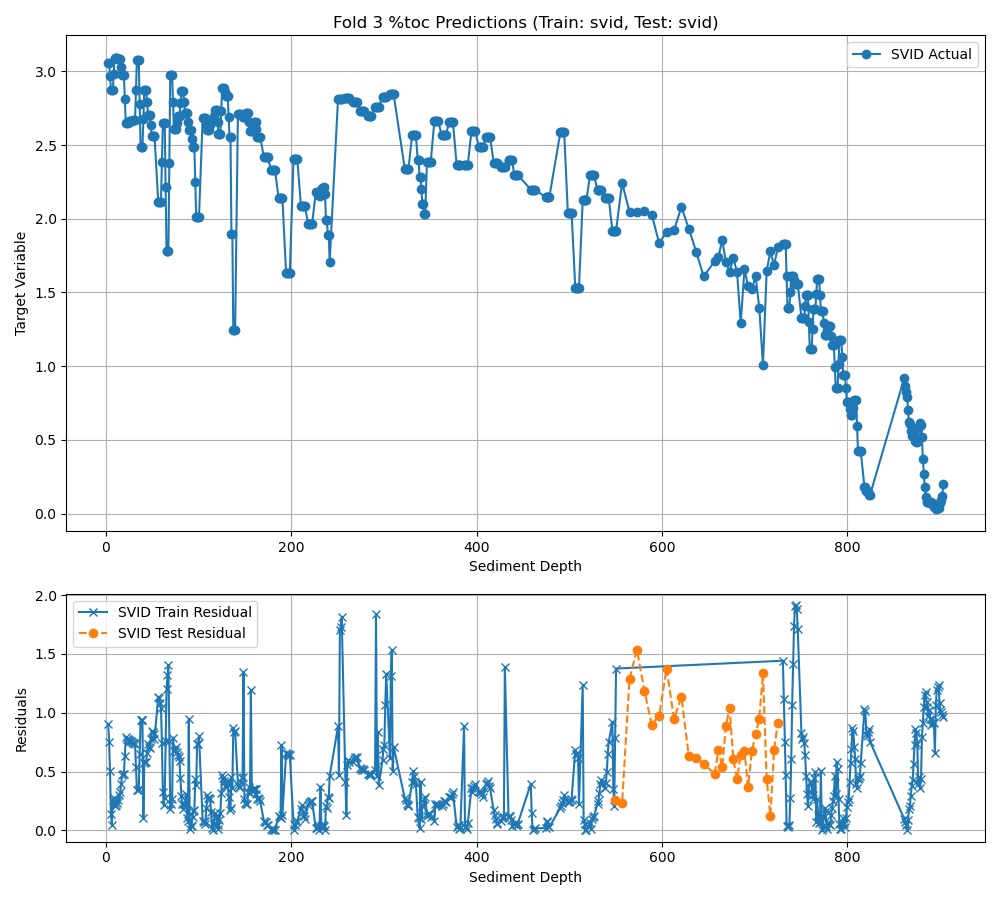 Fold 3 %toc Predictions (Train: svid, Test: svid)
SVID Actual
Target Variable
3.0
2.5
2.0
1.5
1.0
0.5
0.0
0 200 400 600 800
Sediment Depth
SVID Train Residual
SVID Test Residual
Residuals
2.0
1.5
1.0
0.5
0.0
0 200 400 600 800
Sediment Depth